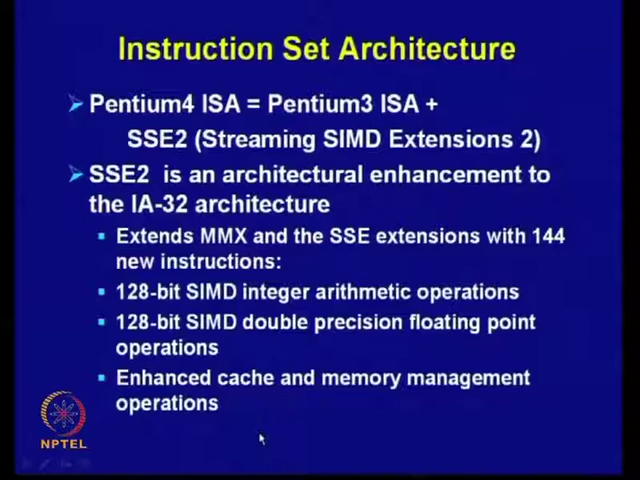 Instruction Set Architecture
Pentium4 ISA = Pentium3 ISA +
SSE2 (Streaming SIMD Extensions 2)
SSE2 is an architectural enhancement to
the IA-32 architecture
Extends MMX and the SSE extensions with 144
new instructions:
128-bit SIMD integer arithmetic operations
128-bit SIMD double precision floating point
operations
Enhanced cache and memory management
operations
NPTEL